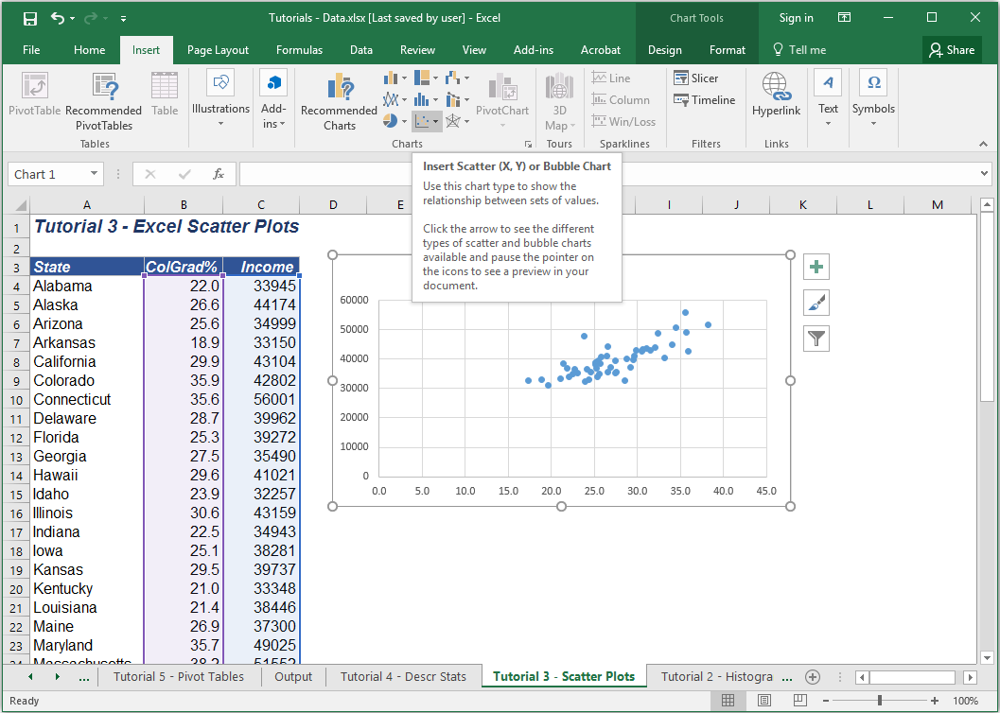 Tutorials - Data.xlsx [Last saved by user] - Excel
Chart Tools
Sign in
File Home Insert Page Layout Formulas Data Review View Add-ins Acrobat Design Format Tell me Share
PivotTable
Recommended
PivotTables
Table
Tables
Illustrations
Add-
ins
Recommended
Charts
PivotChart
Charts
3D
Map
Tours
Line
Column
Win/Loss
Sparklines
Slicer
Timeline
Filters
Hyperlink
Links
A
Text
Ω
Symbols
Chart 1
fx
Insert Scatter (X, Y) or Bubble Chart
Use this chart type to show the
relationship between sets of values.
Click the arrow to see the different
types of scatter and bubble charts
available and pause the pointer on
the icons to see a preview in your
document.
A B C D E I J K L M
1 Tutorial 3 - Excel Scatter Plots
2
3 State ColGrad% Income
4 Alabama 22.0 33945
5 Alaska 26.6 44174
6 Arizona 25.6 34999
7 Arkansas 18.9 33150
8 California 29.9 43104
9 Colorado 35.9 42802
10 Connecticut 35.6 56001
11 Delaware 28.7 39962
12 Florida 25.3 39272
13 Georgia 27.5 35490
14 Hawaii 29.6 41021
15 Idaho 23.9 32257
16 Illinois 30.6 43159
17 Indiana 22.5 34943
18 Iowa 25.1 38281
19 Kansas 29.5 39737
20 Kentucky 21.0 33348
21 Louisiana 21.4 38446
22 Maine 26.9 37300
23 Maryland 35.7 49025
24 Massachusetts 38.2 51552
60000
50000
40000
30000
20000
10000
0
0.0 5.0 10.0 15.0 20.0 25.0 30.0 35.0 40.0 45.0
... Tutorial 5 - Pivot Tables Output Tutorial 4 - Descr Stats Tutorial 3 - Scatter Plots Tutorial 2 - Histogra ...
Ready
100%